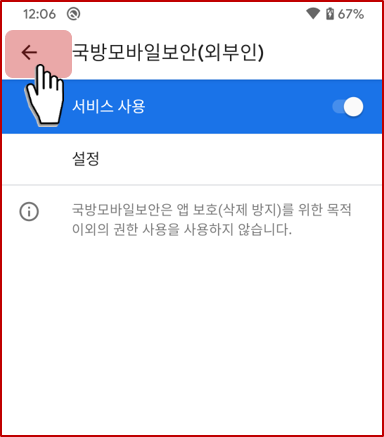 12:06 67%
국방모바일보안(외부인)
서비스 사용
설정
국방모바일보안은 앱 보호(삭제 방지)를 위한 목적
이외의 권한 사용을 사용하지 않습니다.